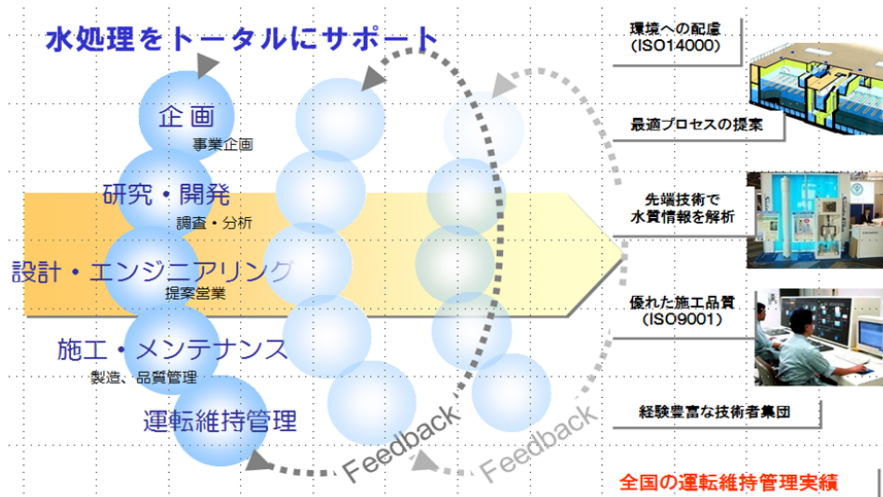 水処理をトータルにサポート
企 画
事業企画
研究・開発
調査・分析
設計・エンジニアリング
提案営業
施工・メンテナンス
製造、品質管理
運転維持管理
Feedback
Feedback
環境への配慮
(ISO14000)
最適プロセスの提案
先端技術で
水質情報を解析
優れた施工品質
(ISO9001)
経験豊富な技術者集団
全国の運転維持管理実績